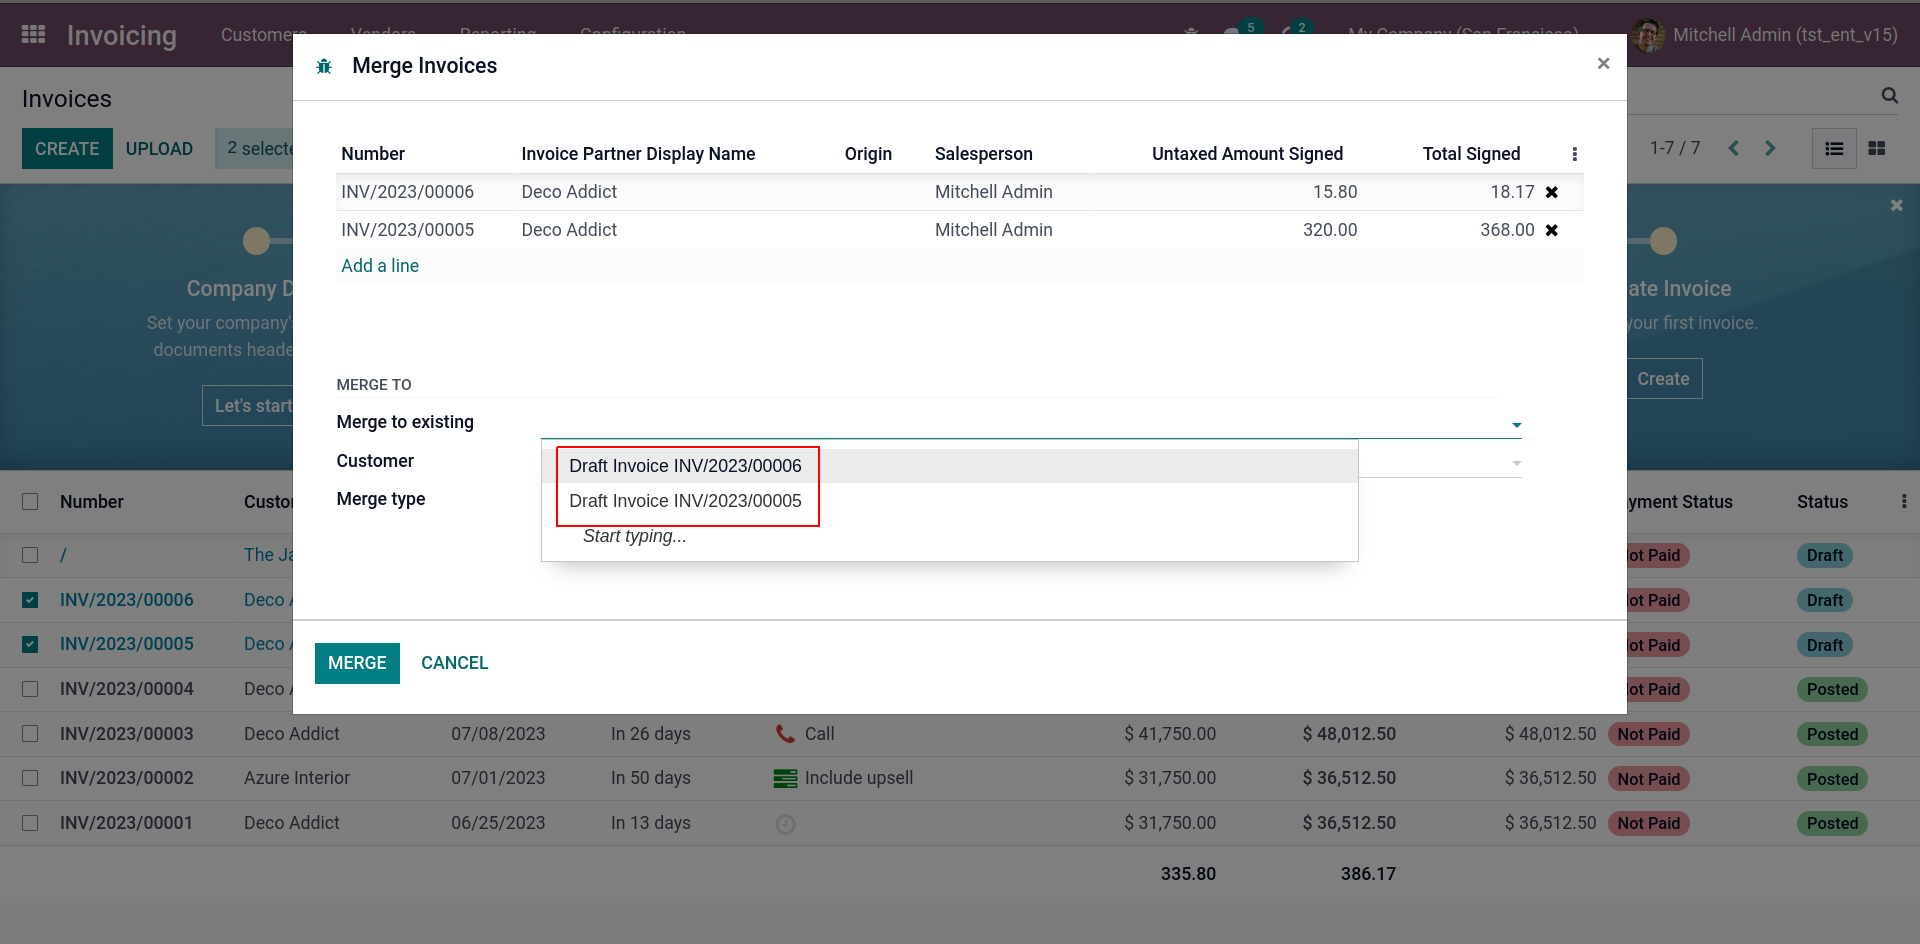 Invoicing Customers Vendors Reporting Configuration 5 2 My Company (San Francisco) Mitchell Admin (tst_ent_v15)
Merge Invoices ×
Invoices
CREATE UPLOAD 2 selecte 1-7 / 7
Number Invoice Partner Display Name Origin Salesperson Untaxed Amount Signed Total Signed
INV/2023/00006 Deco Addict Mitchell Admin 15.80 18.17
INV/2023/00005 Deco Addict Mitchell Admin 320.00 368.00
Add a line
Company D
Set your company's
documents heade
Let's start
ate Invoice
your first invoice.
Create
MERGE TO
Merge to existing
Customer
Merge type
Draft Invoice INV/2023/00006
Draft Invoice INV/2023/00005
Start typing...
MERGE CANCEL
Number Custo yment Status Status
/ The Ja ot Paid Draft
INV/2023/00006 Deco A ot Paid Draft
INV/2023/00005 Deco A ot Paid Draft
INV/2023/00004 Deco A ot Paid Posted
INV/2023/00003 Deco Addict 07/08/2023 In 26 days Call $ 41,750.00 $ 48,012.50 $ 48,012.50 Not Paid Posted
INV/2023/00002 Azure Interior 07/01/2023 In 50 days Include upsell $ 31,750.00 $ 36,512.50 $ 36,512.50 Not Paid Posted
INV/2023/00001 Deco Addict 06/25/2023 In 13 days $ 31,750.00 $ 36,512.50 $ 36,512.50 Not Paid Posted
335.80 386.17